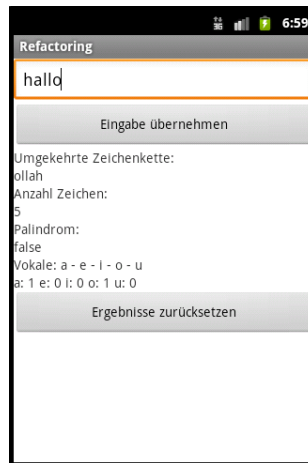 6:59
Refactoring
hallo
Eingabe übernehmen
Umgekehrte Zeichenkette:
ollah
Anzahl Zeichen:
5
Palindrom:
false
Vokale: a - e - i - o - u
a: 1 e: 0 i: 0 o: 1 u: 0
Ergebnisse zurücksetzen